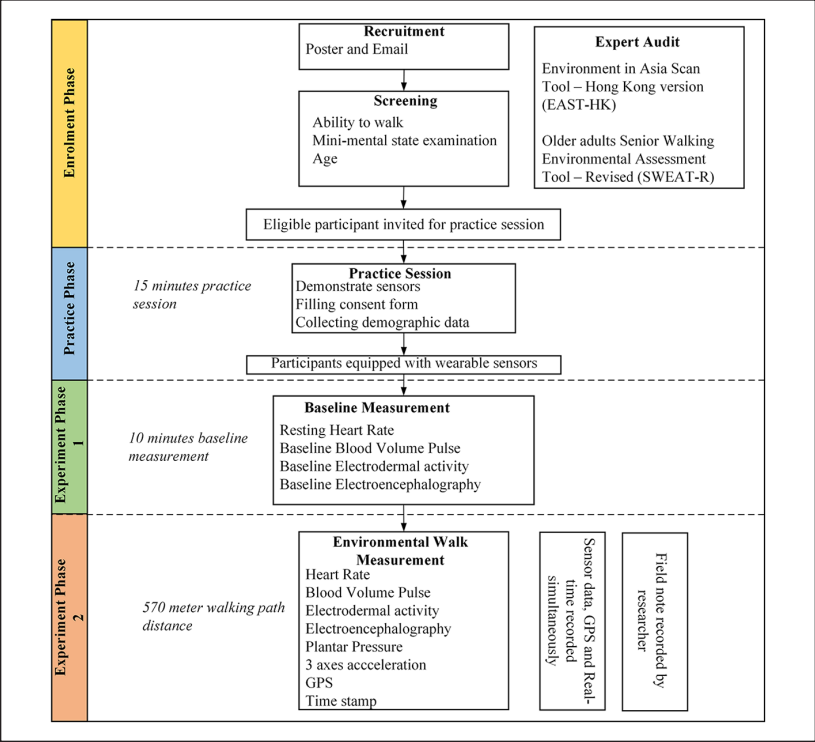 Enrolment Phase
Recruitment
Poster and Email
Screening
Ability to walk
Mini-mental state examination
Age
Eligible participant invited for practice session
Expert Audit
Environment in Asia Scan
Tool – Hong Kong version
(EAST-HK)
Older adults Senior Walking
Environmental Assessment
Tool – Revised (SWEAT-R)
Practice Phase
15 minutes practice
session
Practice Session
Demonstrate sensors
Filling consent form
Collecting demographic data
Participants equipped with wearable sensors
Experiment Phase
1
10 minutes baseline
measurement
Baseline Measurement
Resting Heart Rate
Baseline Blood Volume Pulse
Baseline Electrodermal activity
Baseline Electroencephalography
Experiment Phase
2
570 meter walking path
distance
Environmental Walk
Measurement
Heart Rate
Blood Volume Pulse
Electrodermal activity
Electroencephalography
Plantar Pressure
3 axes accceleration
GPS
Time stamp
Sensor data, GPS and Real-
time recorded
simultaneously
Field note recorded by
researcher